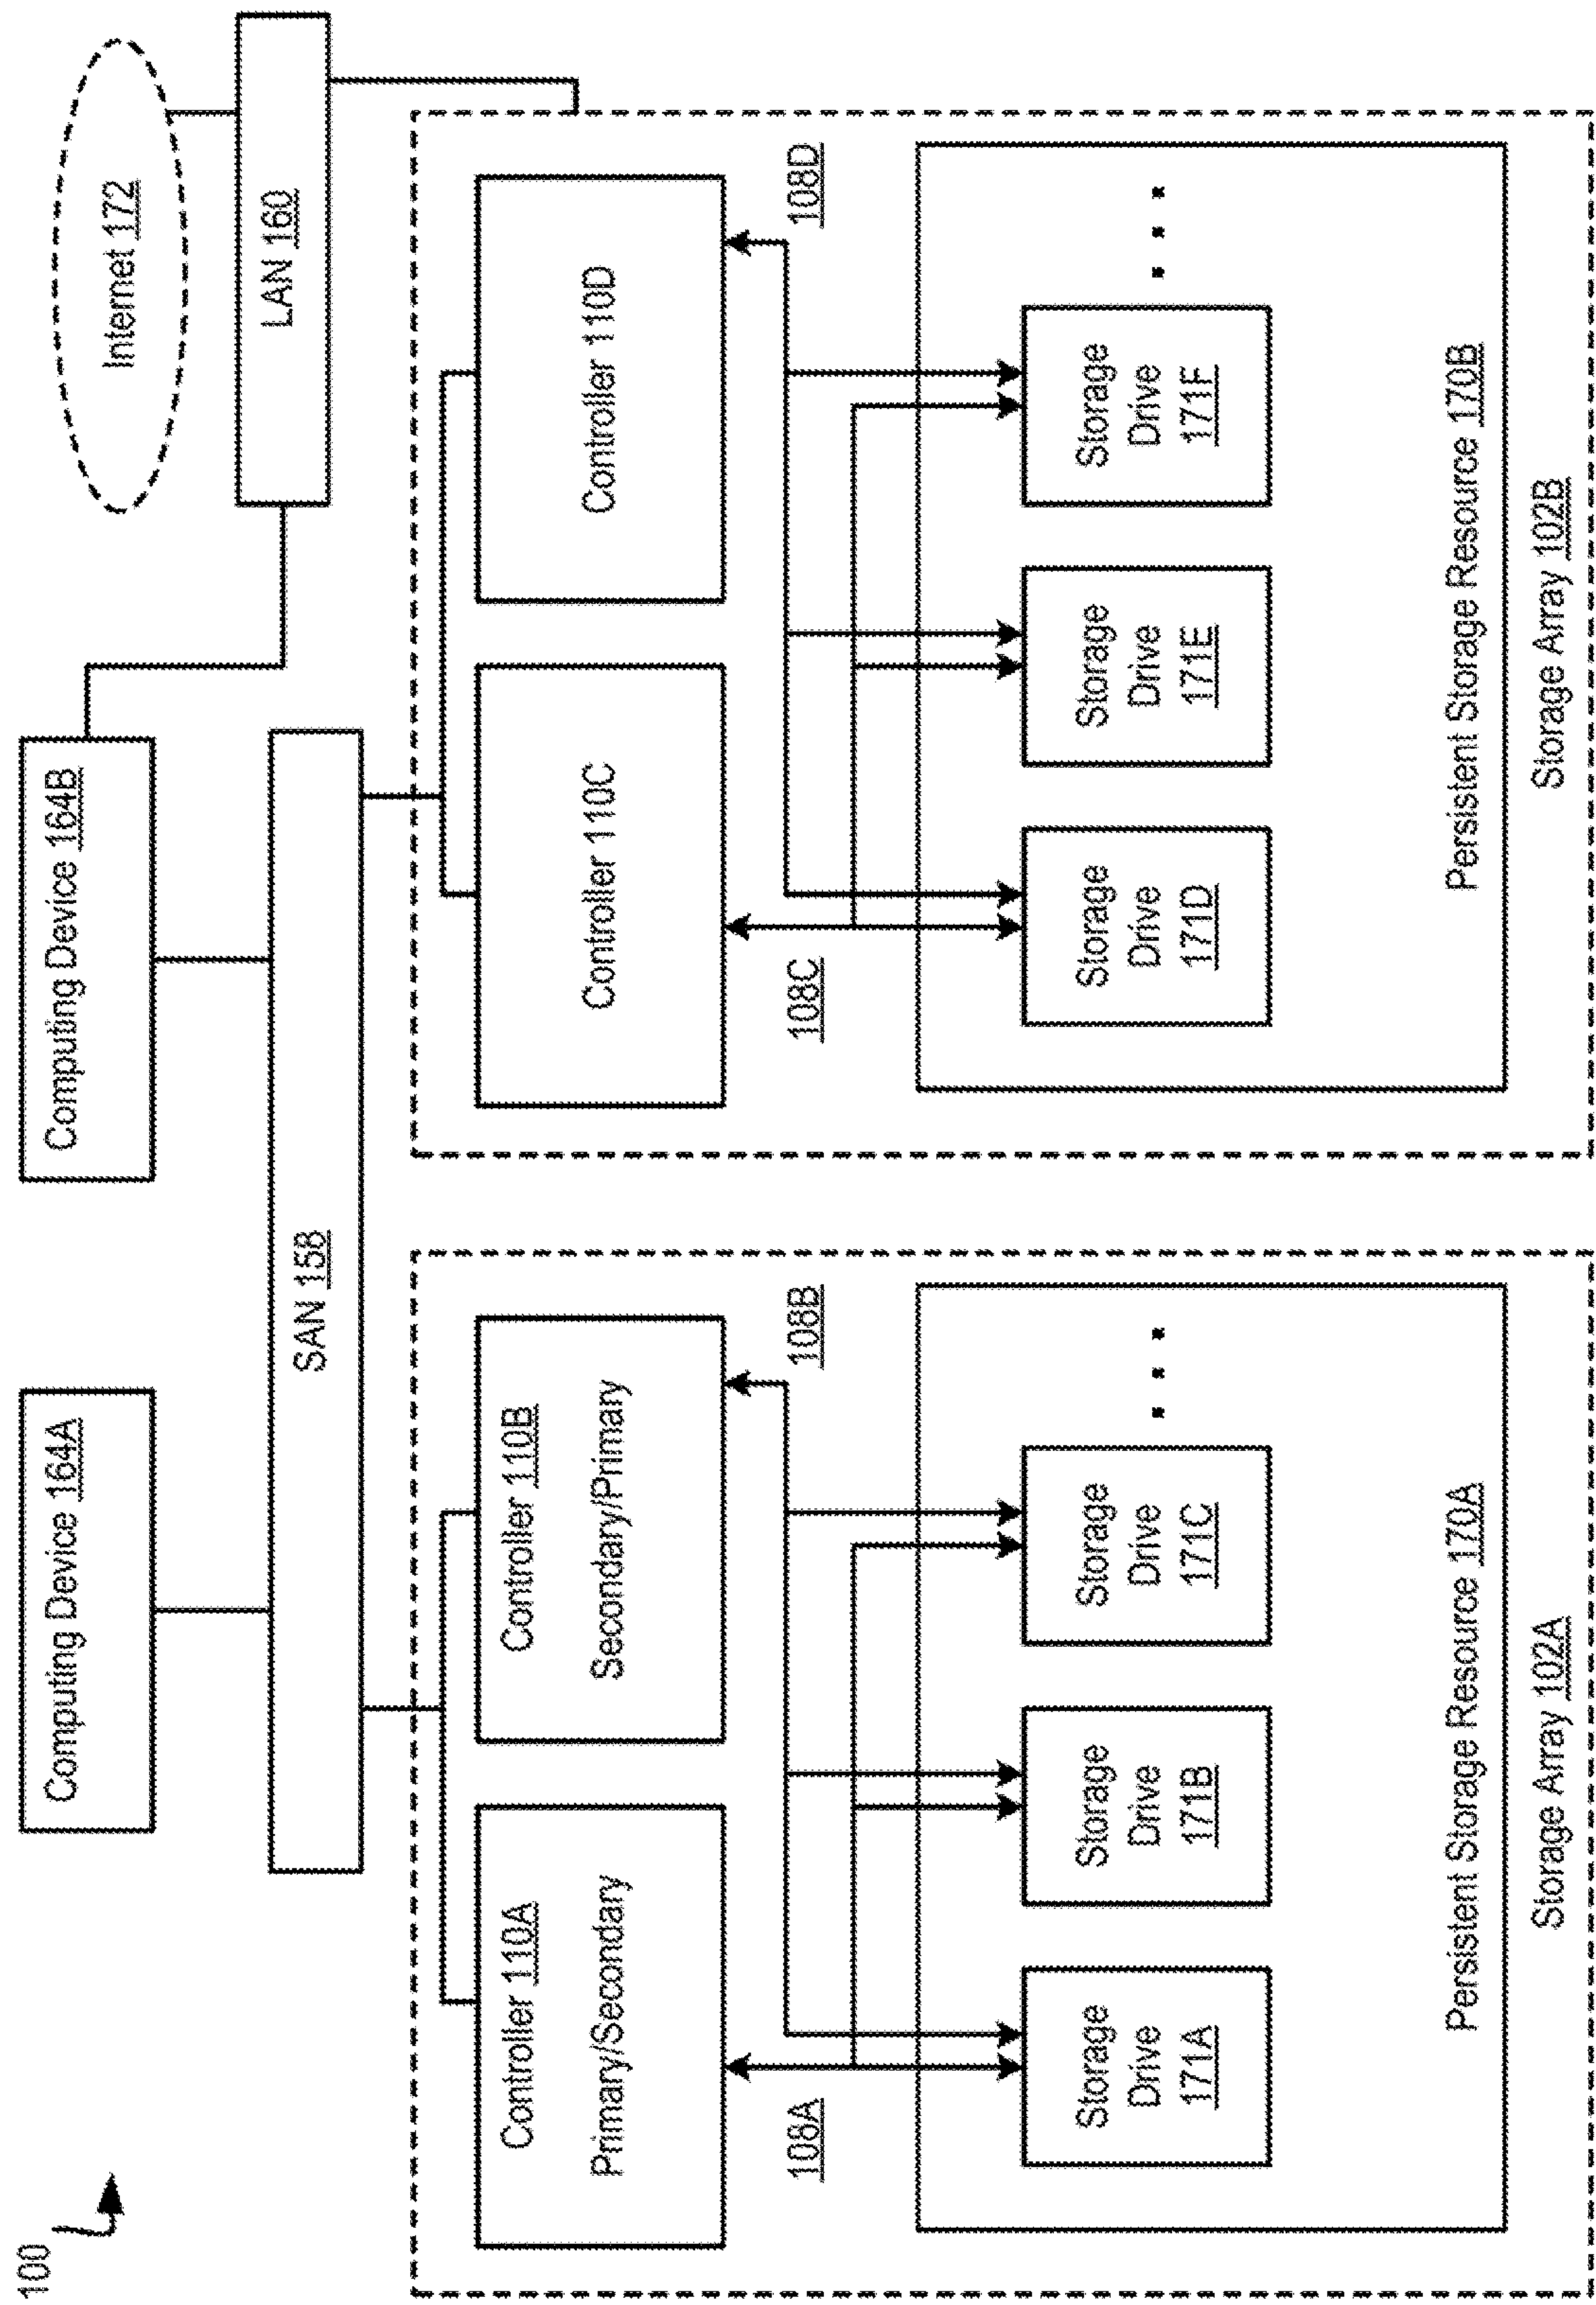 100
Computing Device 164A
Computing Device 164B
Internet 172
SAN 158
LAN 160
Controller 110A
Primary/Secondary
Controller 110B
Secondary/Primary
Controller 110C
Controller 110D
108A
108B
108C
108D
Storage
Drive
171A
Storage
Drive
171B
Storage
Drive
171C
Storage
Drive
171D
Storage
Drive
171E
Storage
Drive
171F
Persistent Storage Resource 170A
Persistent Storage Resource 170B
Storage Array 102A
Storage Array 102B